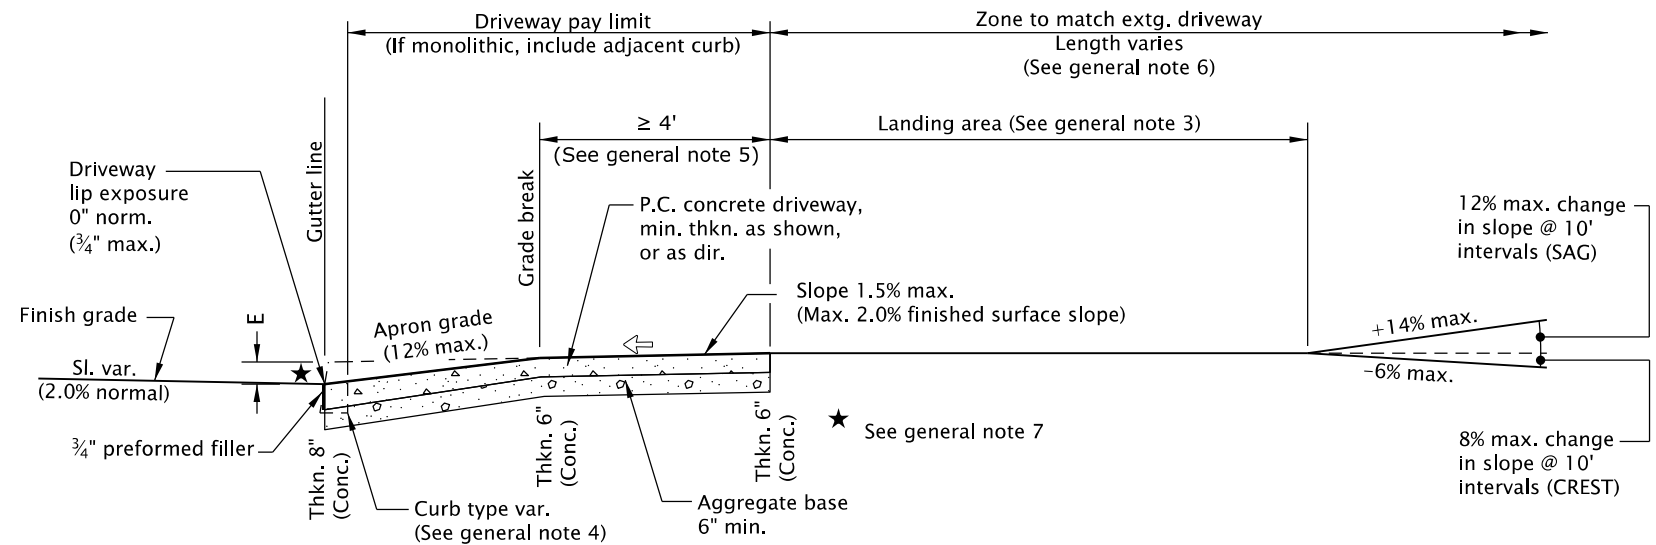 Driveway pay limit
(If monolithic, include adjacent curb)
Zone to match extg. driveway
Length varies
(See general note 6)
≥ 4'
(See general note 5)
Landing area (See general note 3)
Driveway
lip exposure
0" norm.
(¾" max.)
Gutter line
Grade break
P.C. concrete driveway,
min. thkn. as shown,
or as dir.
12% max. change
in slope @ 10'
intervals (SAG)
Slope 1.5% max.
(Max. 2.0% finished surface slope)
Finish grade
E
Apron grade
(12% max.)
+14% max.
Sl. var.
(2.0% normal)
-6% max.
¾" preformed filler
Thkn. 8"
(Conc.)
Thkn. 6"
(Conc.)
Thkn. 6"
(Conc.)
★ See general note 7
8% max. change
in slope @ 10'
intervals (CREST)
Curb type var.
(See general note 4)
Aggregate base
6" min.